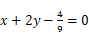 x + 2y − 4/9 = 0